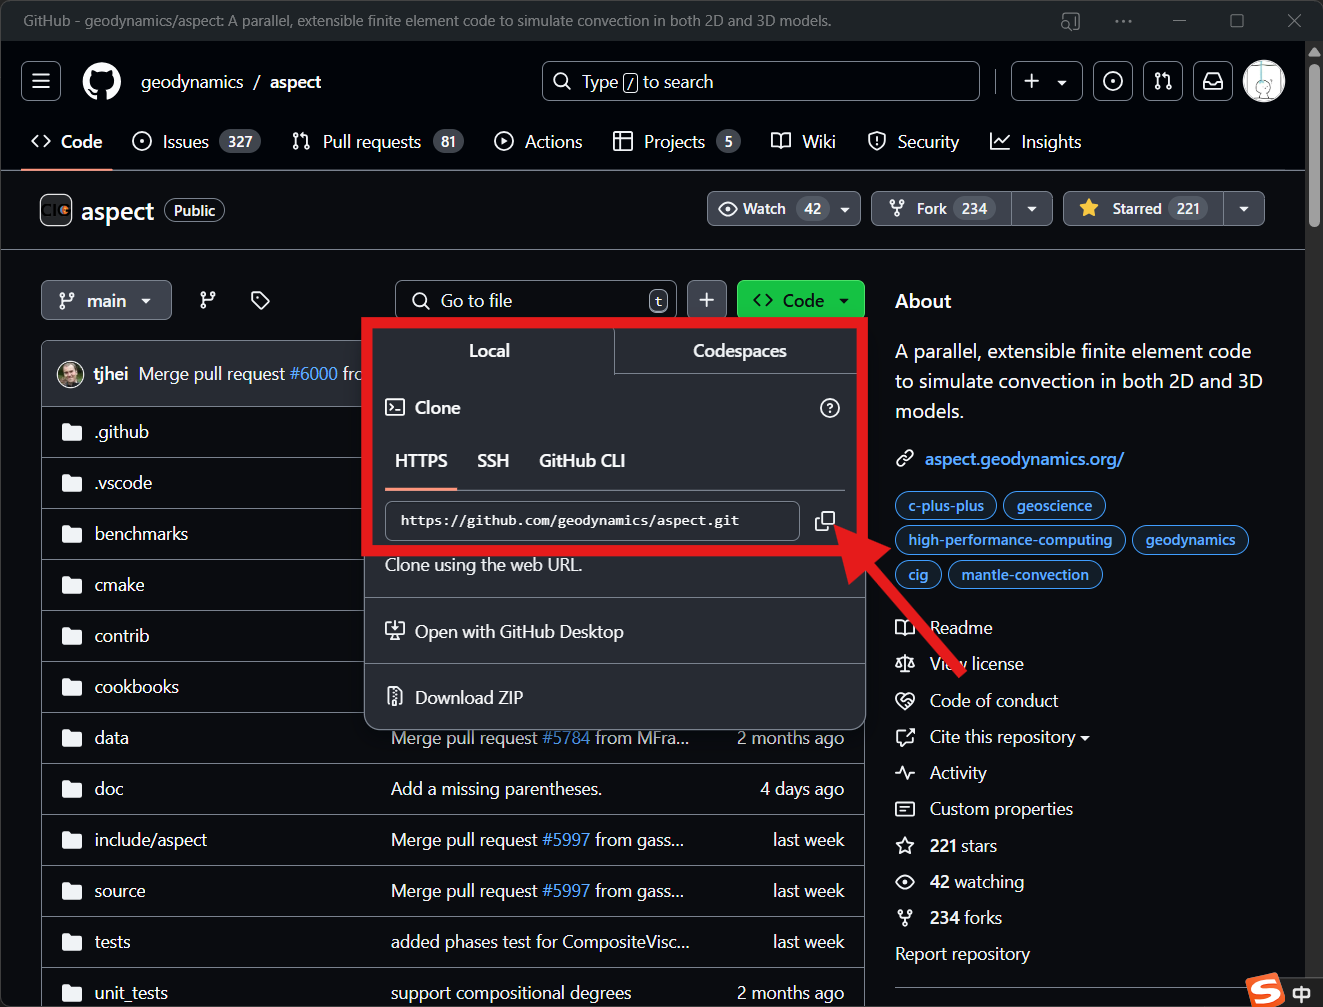 GitHub - geodynamics/aspect: A parallel, extensible finite element code to simulate convection in both 2D and 3D models.
geodynamics / aspect
Type / to search
Code
Issues 327
Pull requests 81
Actions
Projects 5
Wiki
Security
Insights
CIG
aspect Public
Watch 42
Fork 234
Starred 221
main
Go to file t
Code
Local
Codespaces
Clone
HTTPS SSH GitHub CLI
https://github.com/geodynamics/aspect.git
Clone using the web URL.
Open with GitHub Desktop
Download ZIP
tjhei Merge pull request #6000
.github
.vscode
benchmarks
cmake
contrib
cookbooks
data Merge pull request #5784 from MFra... 2 months ago
doc Add a missing parentheses. 4 days ago
include/aspect Merge pull request #5997 from gass... last week
source Merge pull request #5997 from gass... last week
tests added phases test for CompositeVisc... last week
unit_tests support compositional degrees 2 months ago
About
A parallel, extensible finite element code
to simulate convection in both 2D and 3D
models.
aspect.geodynamics.org/
c-plus-plus geoscience
high-performance-computing geodynamics
cig mantle-convection
Readme
View license
Code of conduct
Cite this repository
Activity
Custom properties
221 stars
42 watching
234 forks
Report repository
S 中